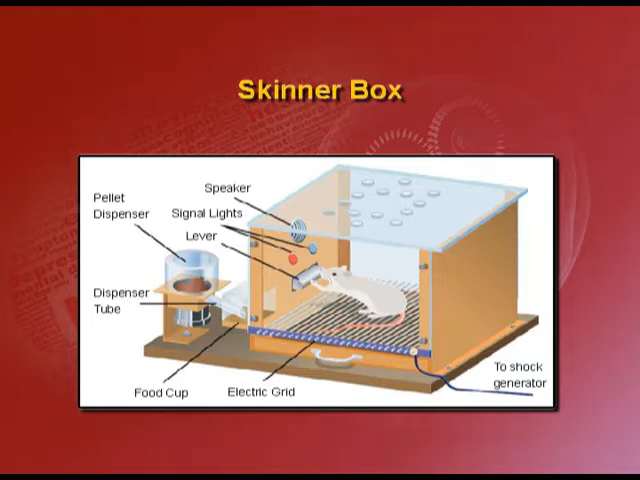 Skinner Box
Speaker
Pellet
Dispenser
Signal Lights
Lever
Dispenser
Tube
Food Cup
Electric Grid
To shock
generator